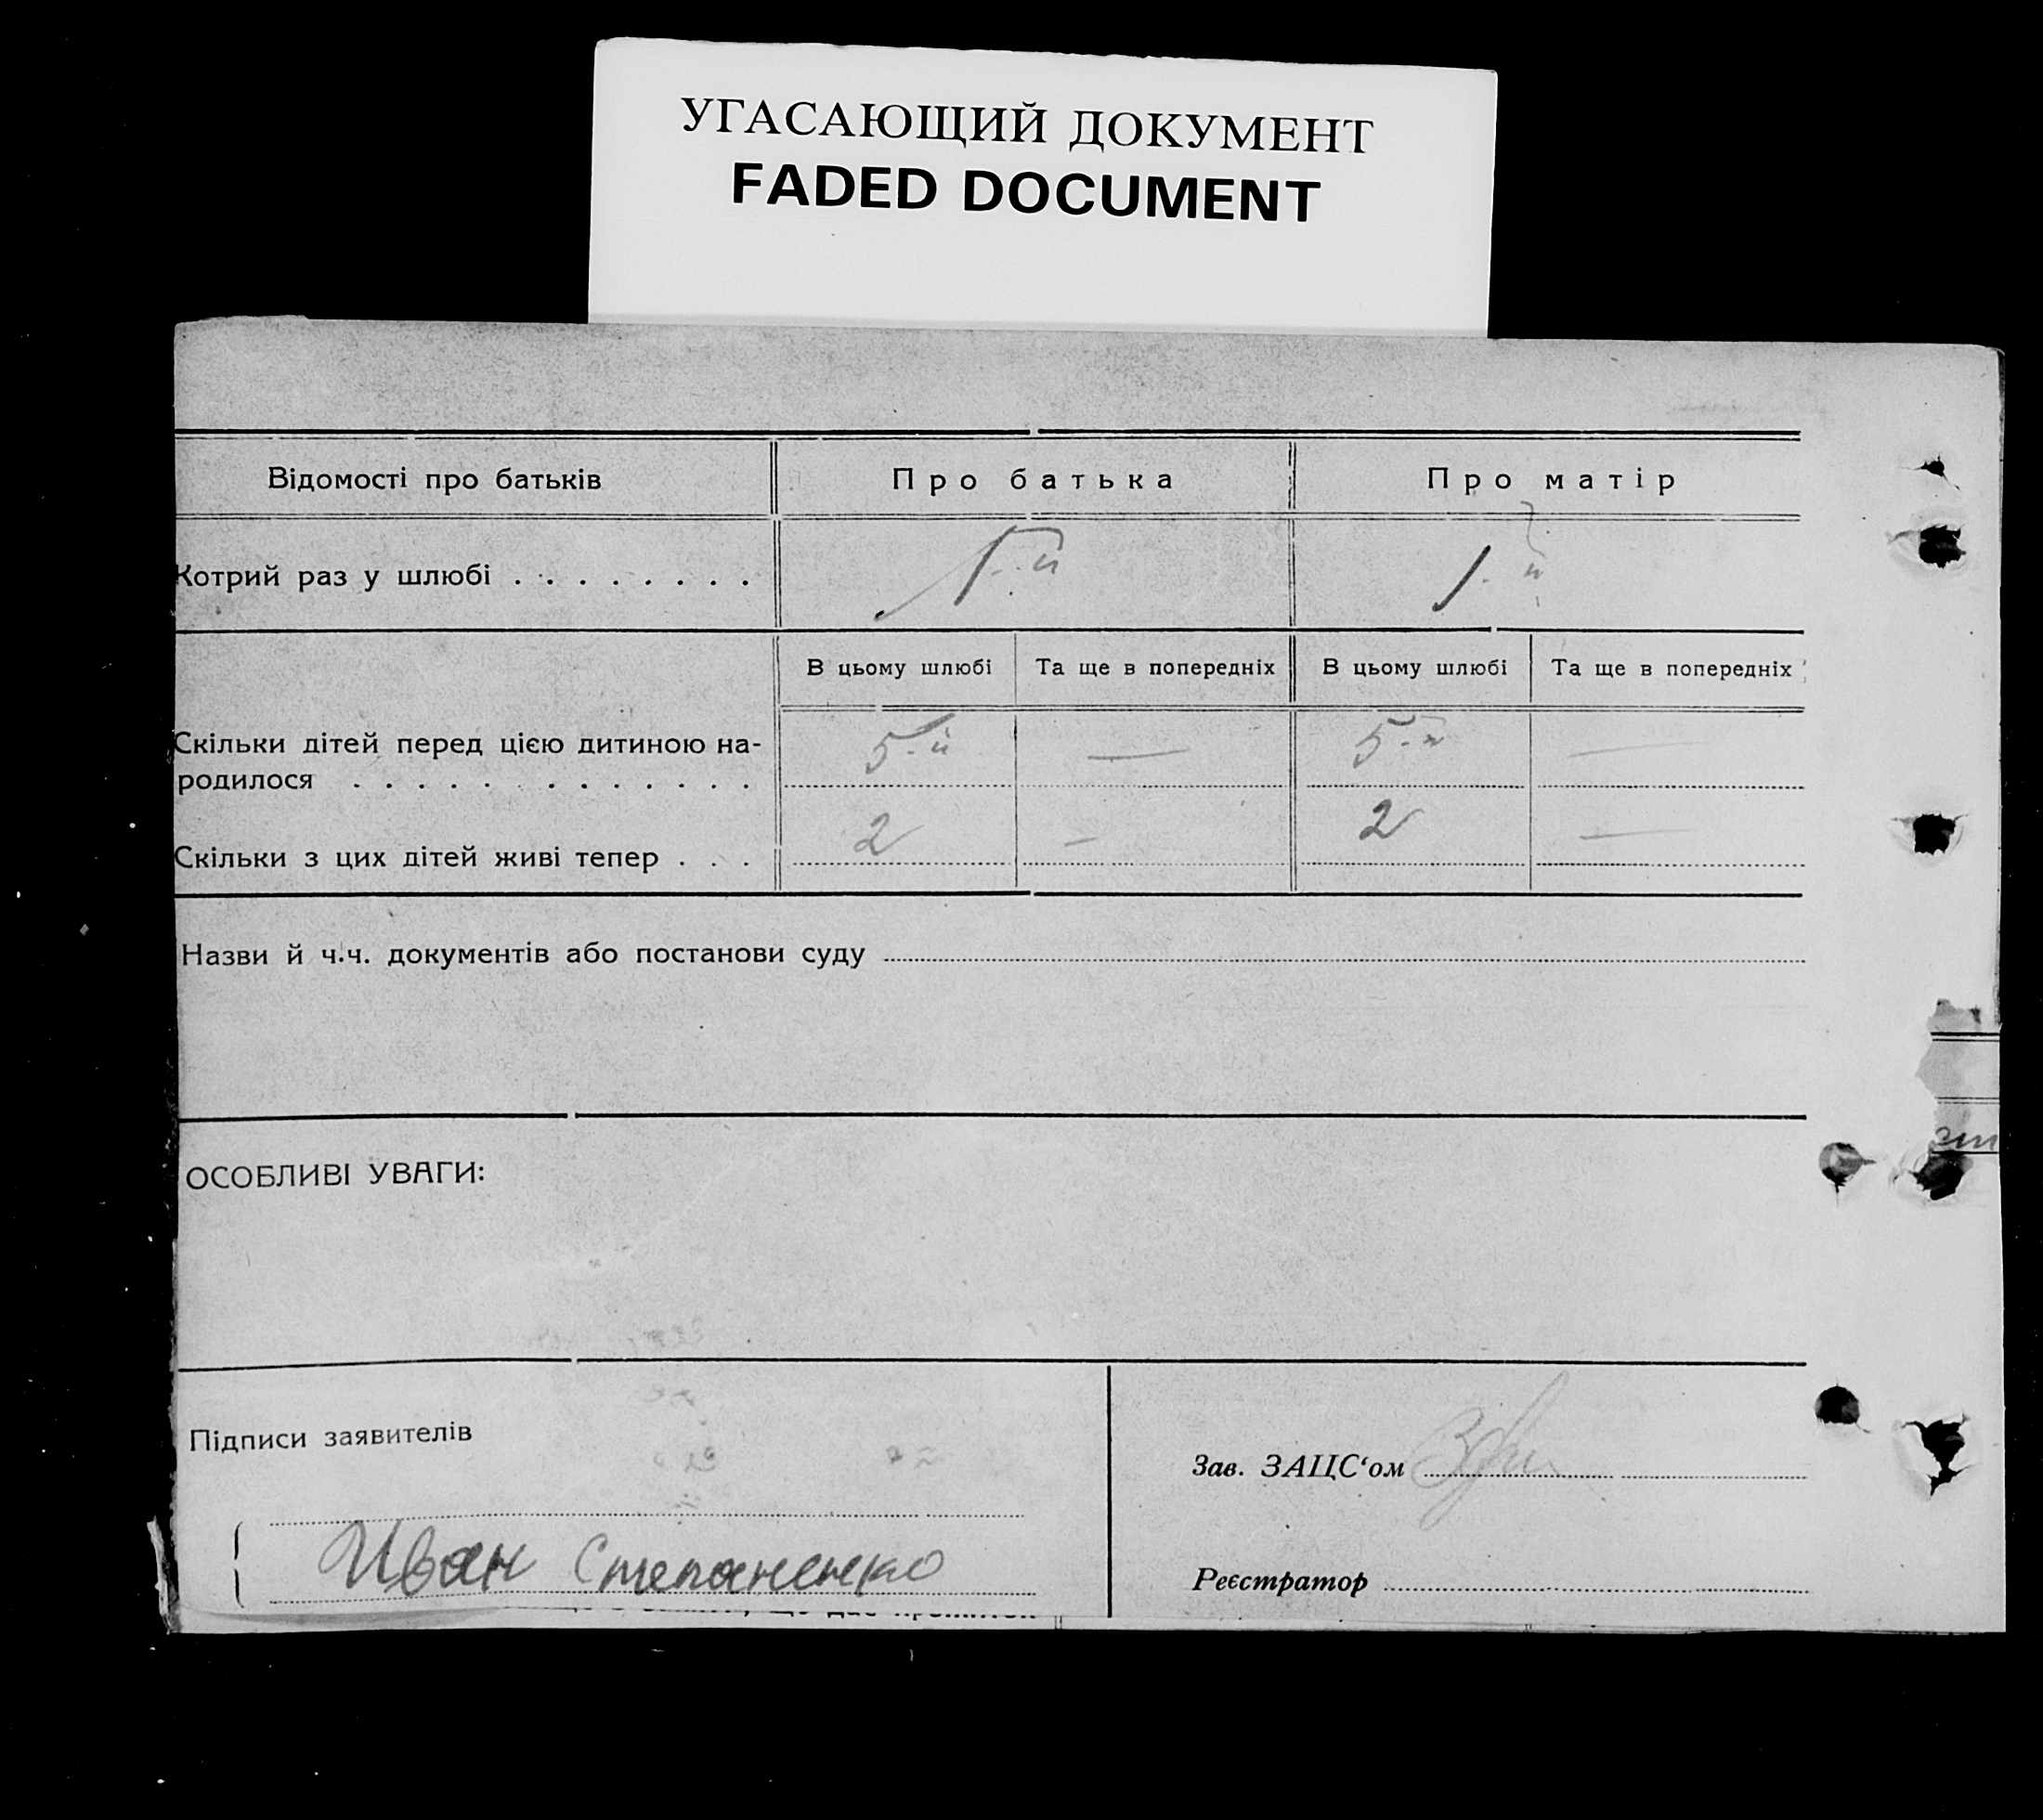 УГАСАЮЩИЙ ДОКУМЕНТ
FADED DOCUMENT
Відомості про батьків Про батька Про матір
Котрий раз у шлюбі . . . . . . . . 1-й 1-й
В цьому шлюбі Та ще в попередніх В цьому шлюбі Та ще в попередніх
Скільки дітей перед цією дитиною на-
родилося . . . . . . . . . . . . 5-й — 5-й —
Скільки з цих дітей живі тепер . . . 2 — 2 —
Назви й ч.ч. документів або постанови суду
ОСОБЛИВІ УВАГИ:
Підписи заявителів
Иван Степаненко
Зав. ЗАЦС‘ом
Реєстратор